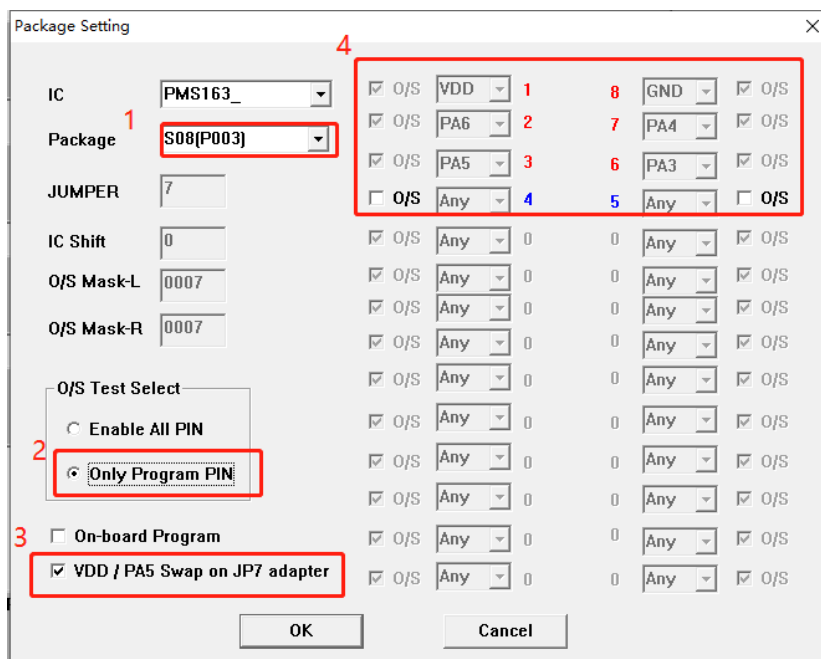 Package Setting
4
IC PMS163_
1
Package S08(P003)
JUMPER 7
IC Shift 0
O/S Mask-L 0007
O/S Mask-R 0007
O/S Test Select
Enable All PIN
2
Only Program PIN
3
On-board Program
VDD / PA5 Swap on JP7 adapter
O/S VDD 1 8 GND O/S
O/S PA6 2 7 PA4 O/S
O/S PA5 3 6 PA3 O/S
O/S Any 4 5 Any O/S
O/S Any 0 0 Any O/S
O/S Any 0 0 Any O/S
O/S Any 0 0 Any O/S
O/S Any 0 0 Any O/S
O/S Any 0 0 Any O/S
O/S Any 0 0 Any O/S
O/S Any 0 0 Any O/S
O/S Any 0 0 Any O/S
O/S Any 0 0 Any O/S
O/S Any 0 0 Any O/S
OK Cancel